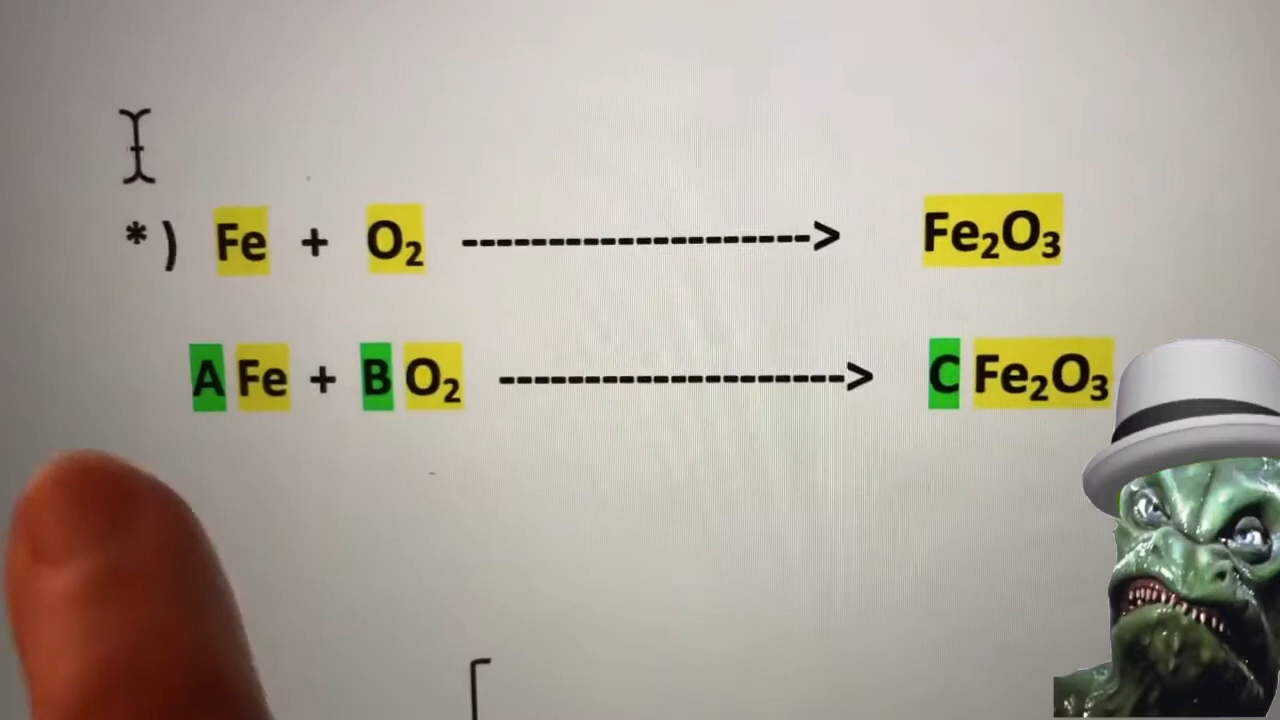 *) Fe + O₂ --------------------> Fe₂O₃
A Fe + B O₂ --------------------> C Fe₂O₃